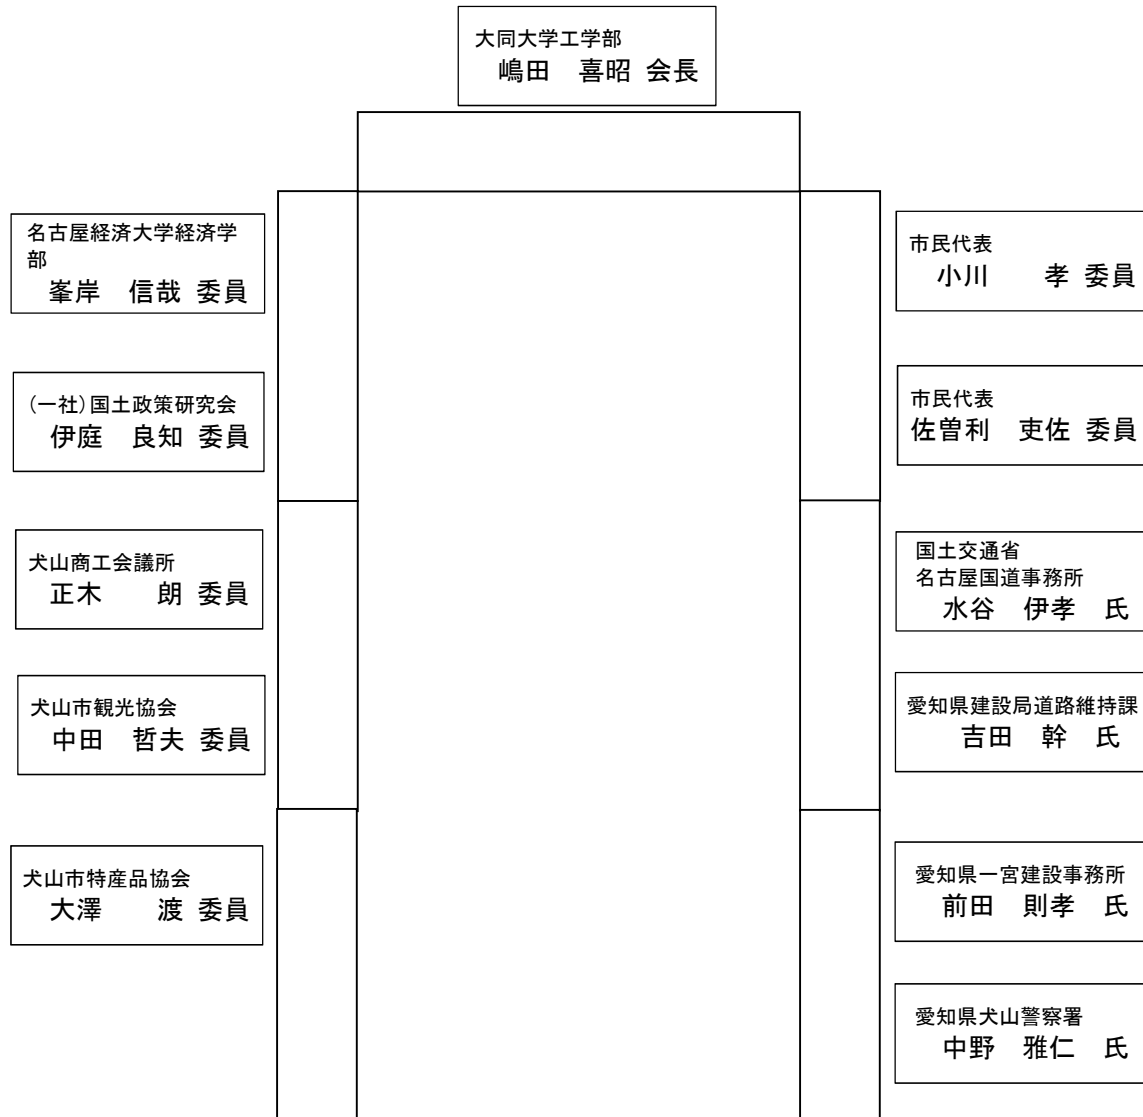 大同大学工学部
嶋田　喜昭 会長
名古屋経済大学経済学
部
峯岸　信哉 委員
(一社)国土政策研究会
伊庭　良知 委員
犬山商工会議所
正木　　朗 委員
犬山市観光協会
中田　哲夫 委員
犬山市特産品協会
大澤　　渡 委員
市民代表
小川　　孝 委員
市民代表
佐曽利　吏佐 委員
国土交通省
名古屋国道事務所
水谷　伊孝　氏
愛知県建設局道路維持課
吉田　幹　氏
愛知県一宮建設事務所
前田　則孝　氏
愛知県犬山警察署
中野　雅仁　氏